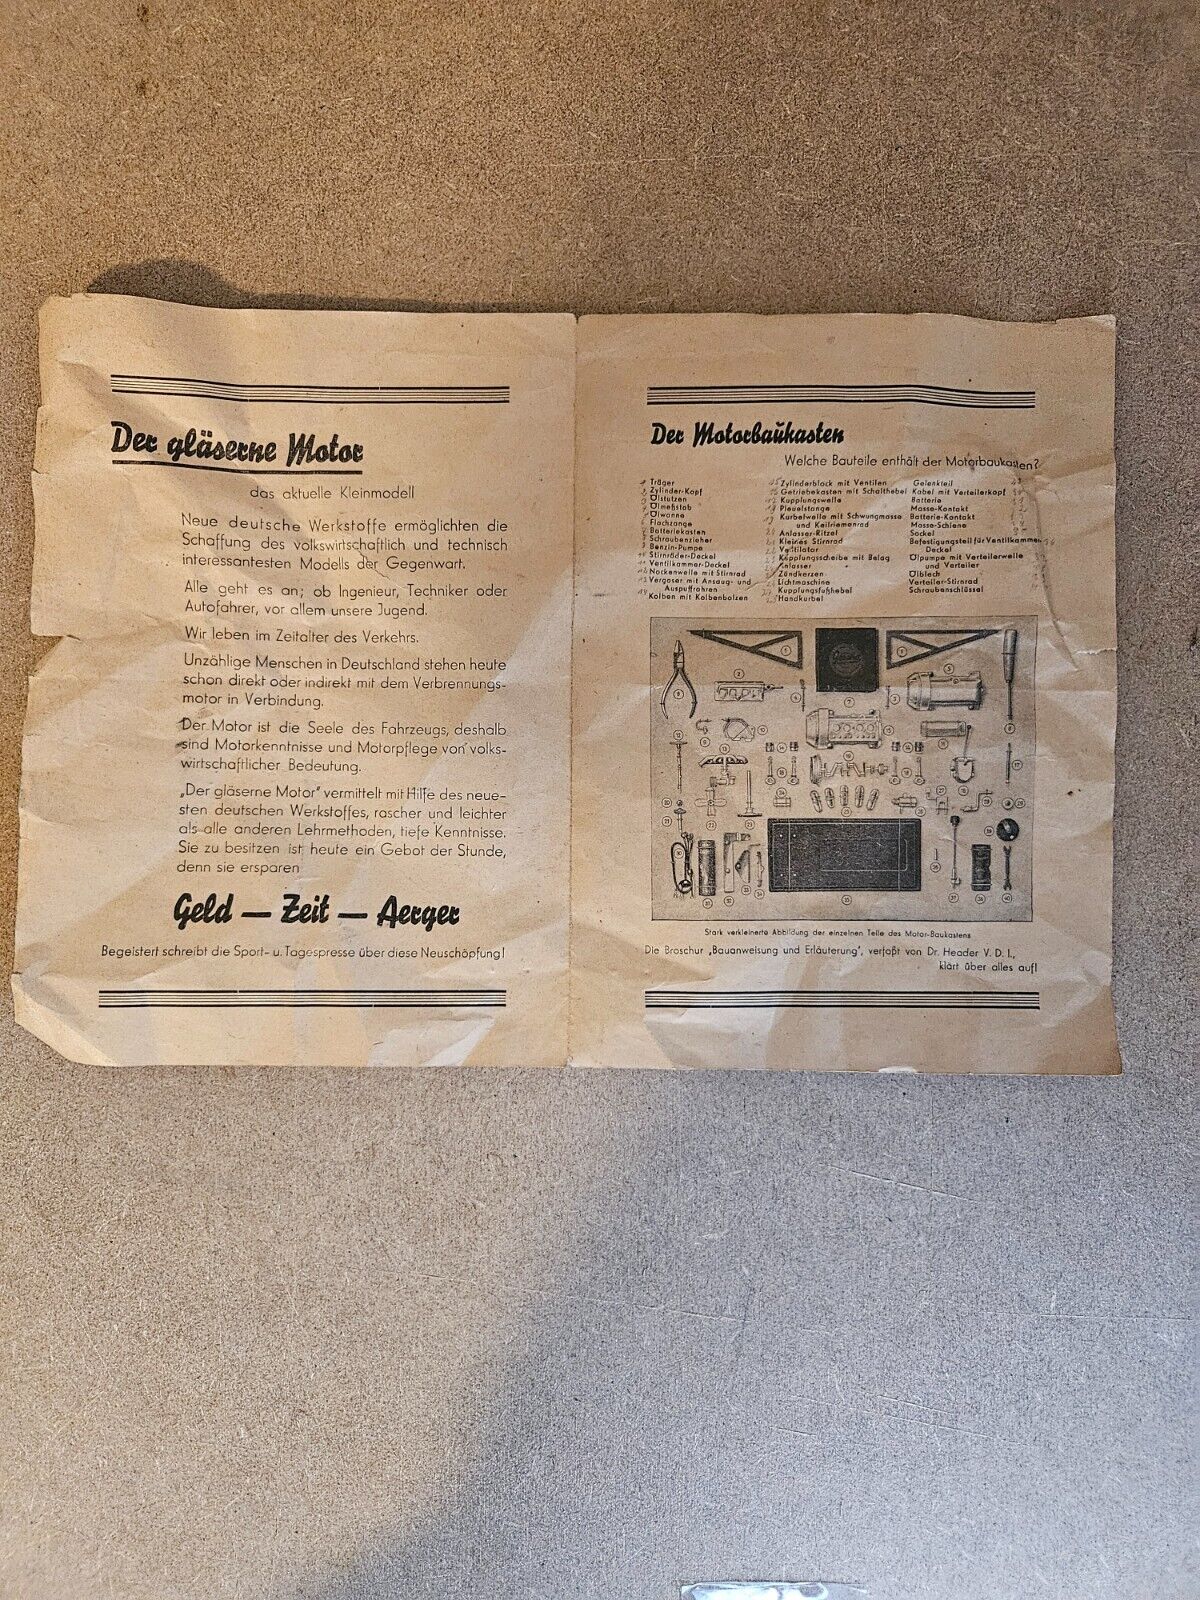 Der gläserne Motor
das aktuelle Kleinmodell
Neue deutsche Werkstoffe ermöglichten die
Schaffung des volkswirtschaftlich und technisch
interessantesten Modells der Gegenwart.
Alle geht es an; ob Ingenieur, Techniker oder
Autofahrer, vor allem unsere Jugend.
Wir leben im Zeitalter des Verkehrs.
Unzählige Menschen in Deutschland stehen heute
schon direkt oder indirekt mit dem Verbrennungs-
motor in Verbindung.
Der Motor ist die Seele des Fahrzeugs, deshalb
sind Motorkenntnisse und Motorpflege von volks-
wirtschaftlicher Bedeutung.
„Der gläserne Motor" vermittelt mit Hilfe des neue-
sten deutschen Werkstoffes, rascher und leichter
als alle anderen Lehrmethoden, tiefe Kenntnisse.
Sie zu besitzen ist heute ein Gebot der Stunde,
denn sie ersparen
Geld — Zeit — Aerger
Begeistert schreibt die Sport- u. Tagespresse über diese Neuschöpfung!
Der Motorbaukasten
Welche Bauteile enthält der Motorbaukasten?
Träger
Zylinder-Kopf
Ölstutzen
Ölmeßstab
Ölwanne
Flachzange
Batteriekasten
Schraubenzieher
Benzin-Pumpe
Stirnräder-Deckel
Ventilkammer-Deckel
Nockenwelle mit Stirnrad
Vergaser mit Ansaug- und
Auspuffrohren
Kolben mit Kolbenbolzen
Zylinderblock mit Ventilen
Getriebekasten mit Schalthebel
Kupplungswelle
Pleuelstange
Kurbelwelle mit Schwungmasse
und Keilriemenrad
Anlasser-Ritzel
Kleines Stirnrad
Ventilator
Kupplungsscheibe mit Belag
Anlasser
Zündkerzen
Lichtmaschine
Kupplungsfußhebel
Handkurbel
Gelenkteil
Kabel mit Verteilerkopf
Batterie
Masse-Kontakt
Batterie-Kontakt
Masse-Schiene
Sockel
Befestigungsteil für Ventilkammer-
Deckel
Ölpumpe mit Verteilerwelle
und Verteiler
Ölblech
Verteiler-Stirnrad
Schraubenschlüssel
Stark verkleinerte Abbildung der einzelnen Teile des Motor-Baukastens
Die Broschur „Bauanweisung und Erläuterung", verfaßt von Dr. Header V. D. I.,
klärt über alles auf!